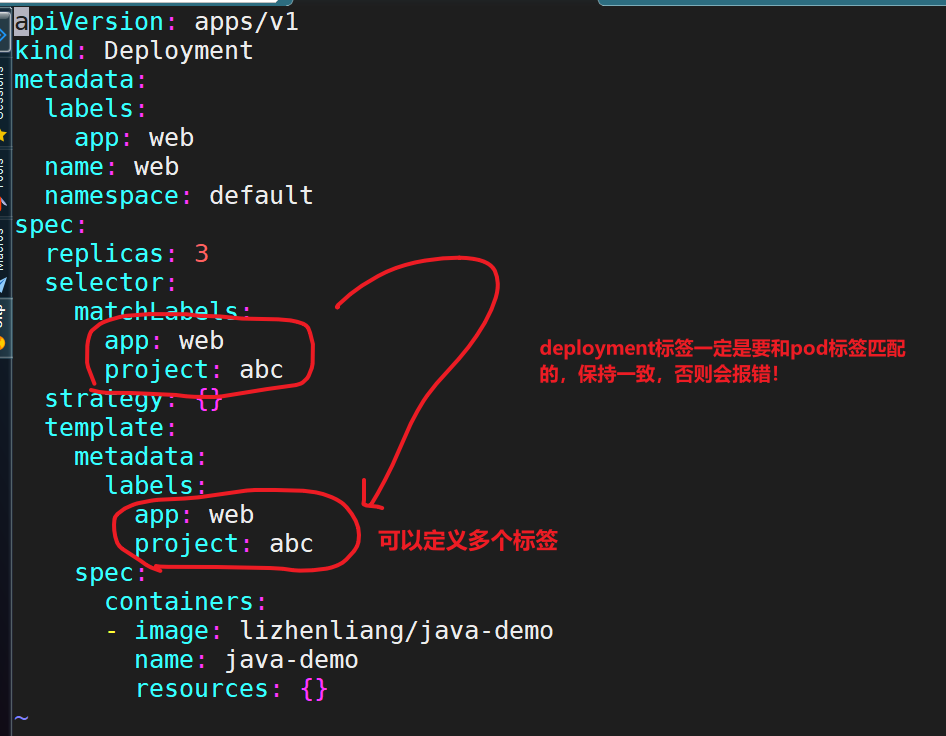 apiVersion: apps/v1
kind: Deployment
metadata:
  labels:
    app: web
  name: web
  namespace: default
spec:
  replicas: 3
  selector:
    matchLabels:
      app: web
      project: abc
deployment标签一定是要和pod标签匹配
的，保持一致，否则会报错！
  strategy: {}
  template:
    metadata:
      labels:
        app: web
        project: abc
可以定义多个标签
    spec:
      containers:
      - image: lizhenliang/java-demo
        name: java-demo
        resources: {}
~